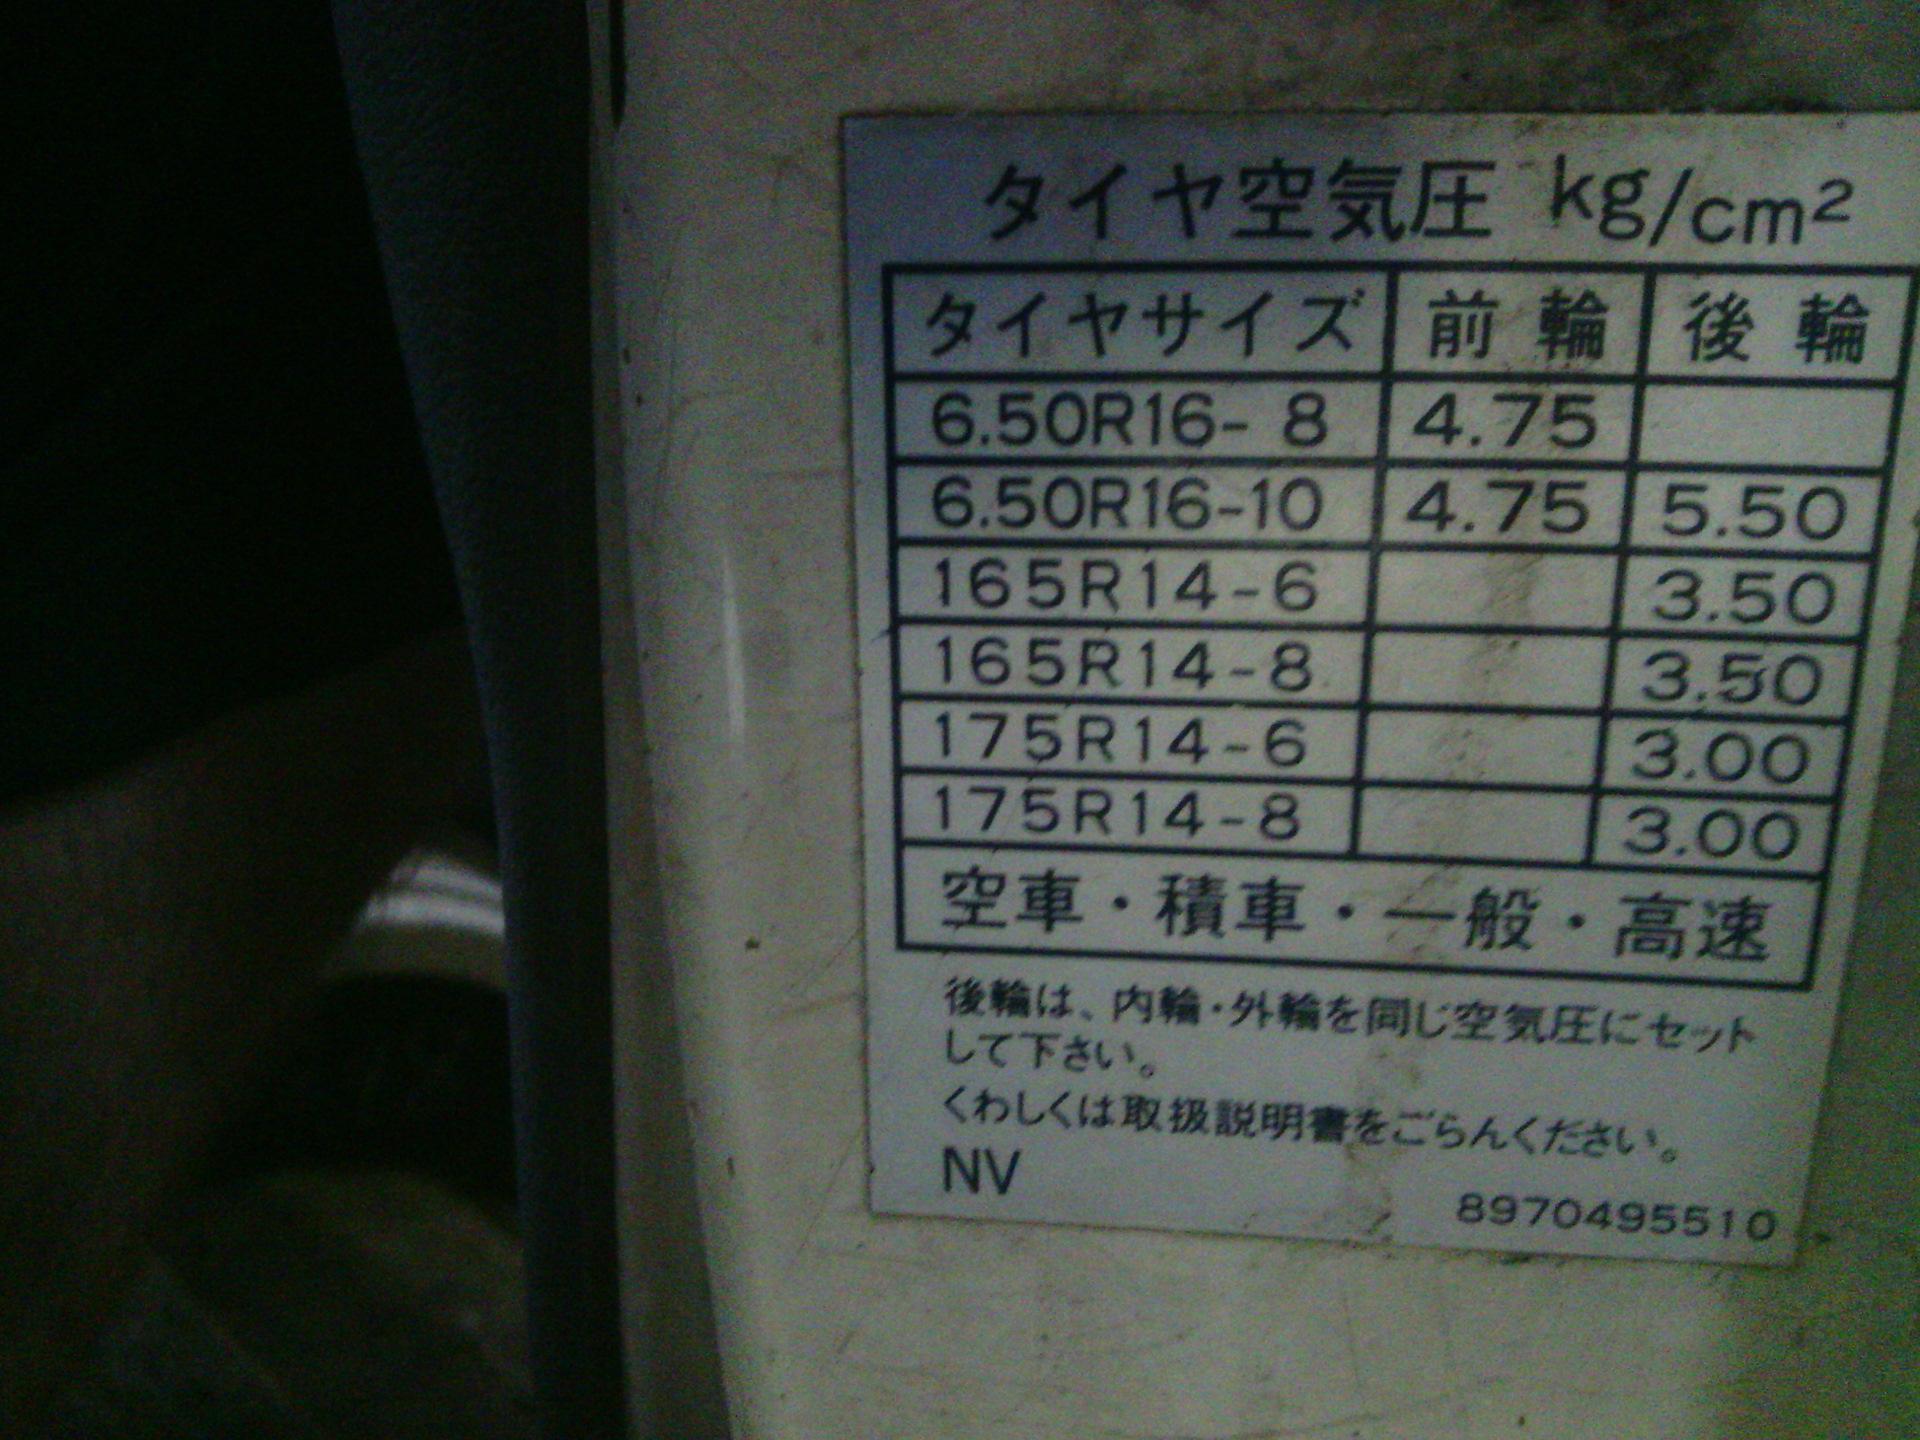 タイヤ空気圧 kg/cm²
タイヤサイズ 前輪 後輪
6.50R16-8 4.75
6.50R16-10 4.75 5.50
165R14-6 3.50
165R14-8 3.50
175R14-6 3.00
175R14-8 3.00
空車・積車・一般・高速
後輪は、内輪・外輪を同じ空気圧にセット
して下さい。
くわしくは取扱説明書をごらんください。
NV
8970495510